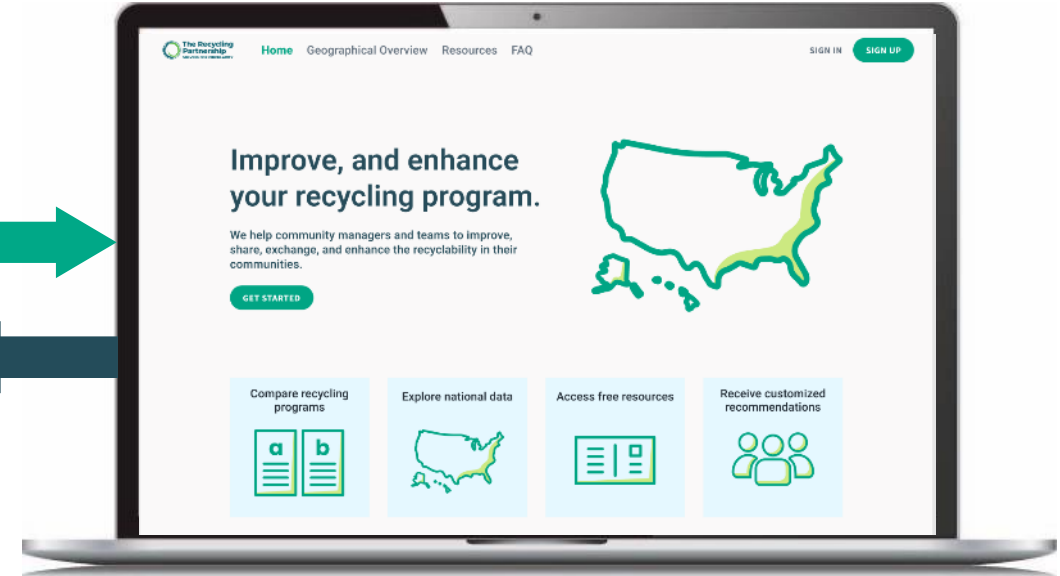 The Recycling
Partnership
Home Geographical Overview Resources FAQ
SIGN IN SIGN UP
Improve, and enhance
your recycling program.
We help community managers and teams to improve,
share, exchange, and enhance the recyclability in their
communities.
GET STARTED
Compare recycling
programs
Explore national data
Access free resources
Receive customized
recommendations
a b